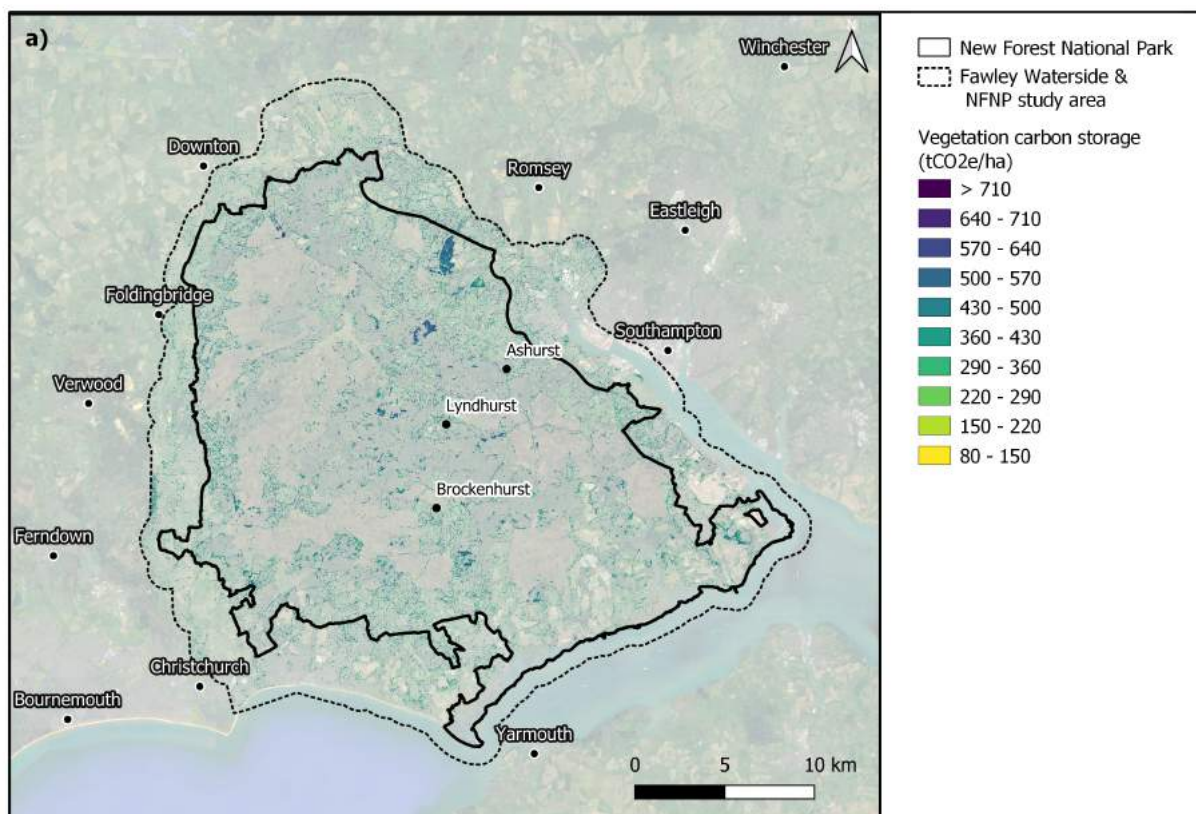 a)
Winchester
Downton
Romsey
Eastleigh
Foldingbridge
Southampton
Ashurst
Verwood
Lyndhurst
Brockenhurst
Ferndown
Christchurch
Bournemouth
Yarmouth
0 5 10 km
New Forest National Park
Fawley Waterside &
NFNP study area
Vegetation carbon storage
(tCO2e/ha)
> 710
640 - 710
570 - 640
500 - 570
430 - 500
360 - 430
290 - 360
220 - 290
150 - 220
80 - 150